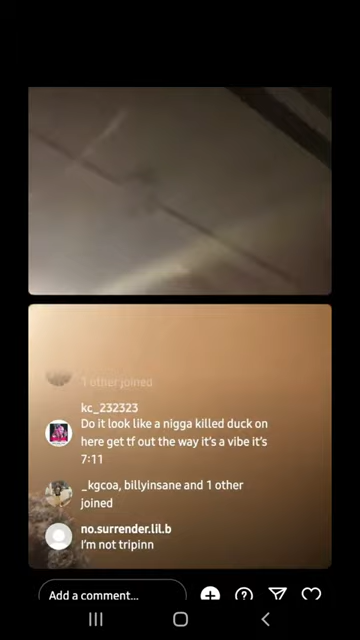 1 other joined
kc_232323
Do it look like a nigga killed duck on
here get tf out the way it's a vibe it's
7:11
_kgcoa, billyinsane and 1 other
joined
no.surrender.lil.b
I'm not tripinn
Add a comment...